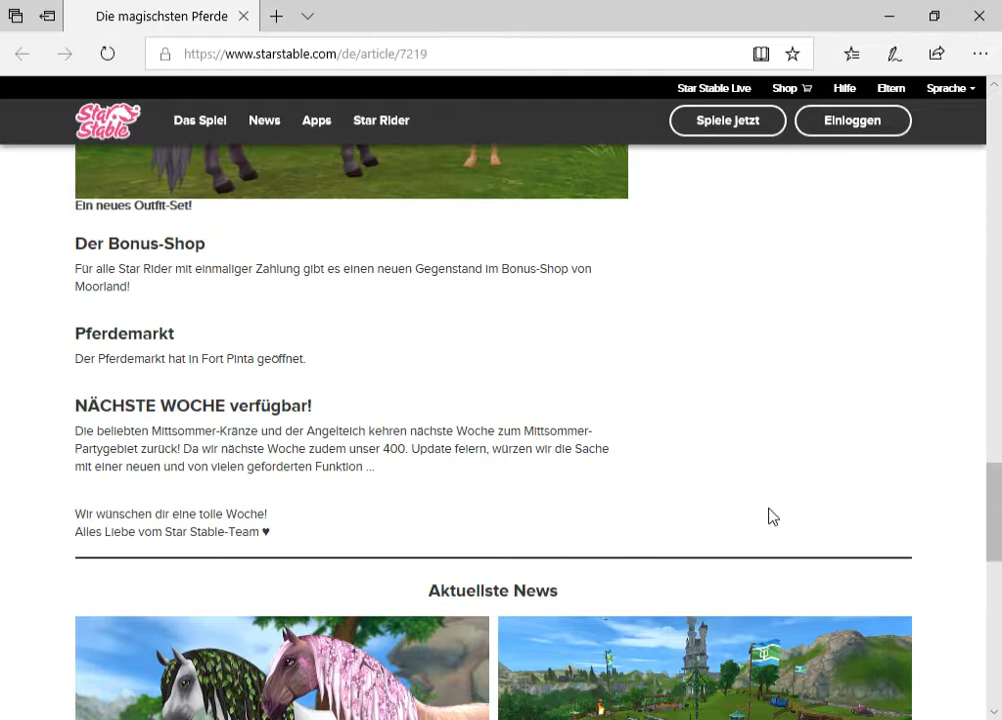 Die magischsten Pferde
https://www.starstable.com/de/article/7219
Star Stable Live Shop Hilfe Eltern Sprache
Star Stable
Das Spiel News Apps Star Rider Spiele jetzt Einloggen
Ein neues Outfit-Set!
Der Bonus-Shop
Für alle Star Rider mit einmaliger Zahlung gibt es einen neuen Gegenstand im Bonus-Shop von
Moorland!
Pferdemarkt
Der Pferdemarkt hat in Fort Pinta geöffnet.
NÄCHSTE WOCHE verfügbar!
Die beliebten Mittsommer-Kränze und der Angelteich kehren nächste Woche zum Mittsommer-
Partygebiet zurück! Da wir nächste Woche zudem unser 400. Update feiern, würzen wir die Sache
mit einer neuen und von vielen geforderten Funktion ...
Wir wünschen dir eine tolle Woche!
Alles Liebe vom Star Stable-Team ♥
Aktuellste News